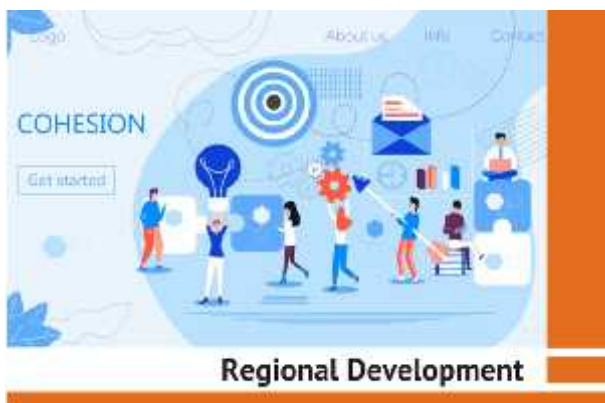 Logo About us Info Contact
COHESION
Get started
Regional Development